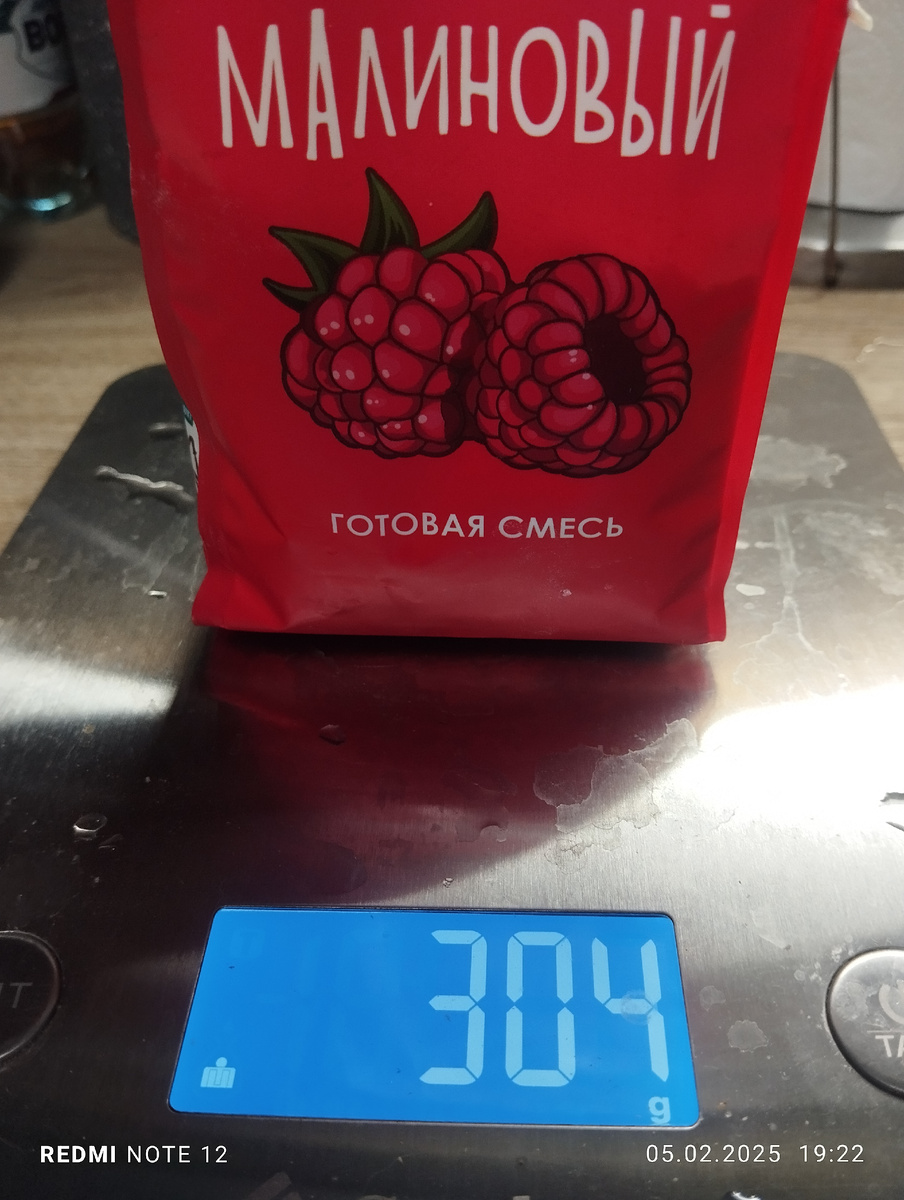 МАЛИНОВЫЙ
ГОТОВАЯ СМЕСЬ
304
g
REDMI NOTE 12
05.02.2025 19:22